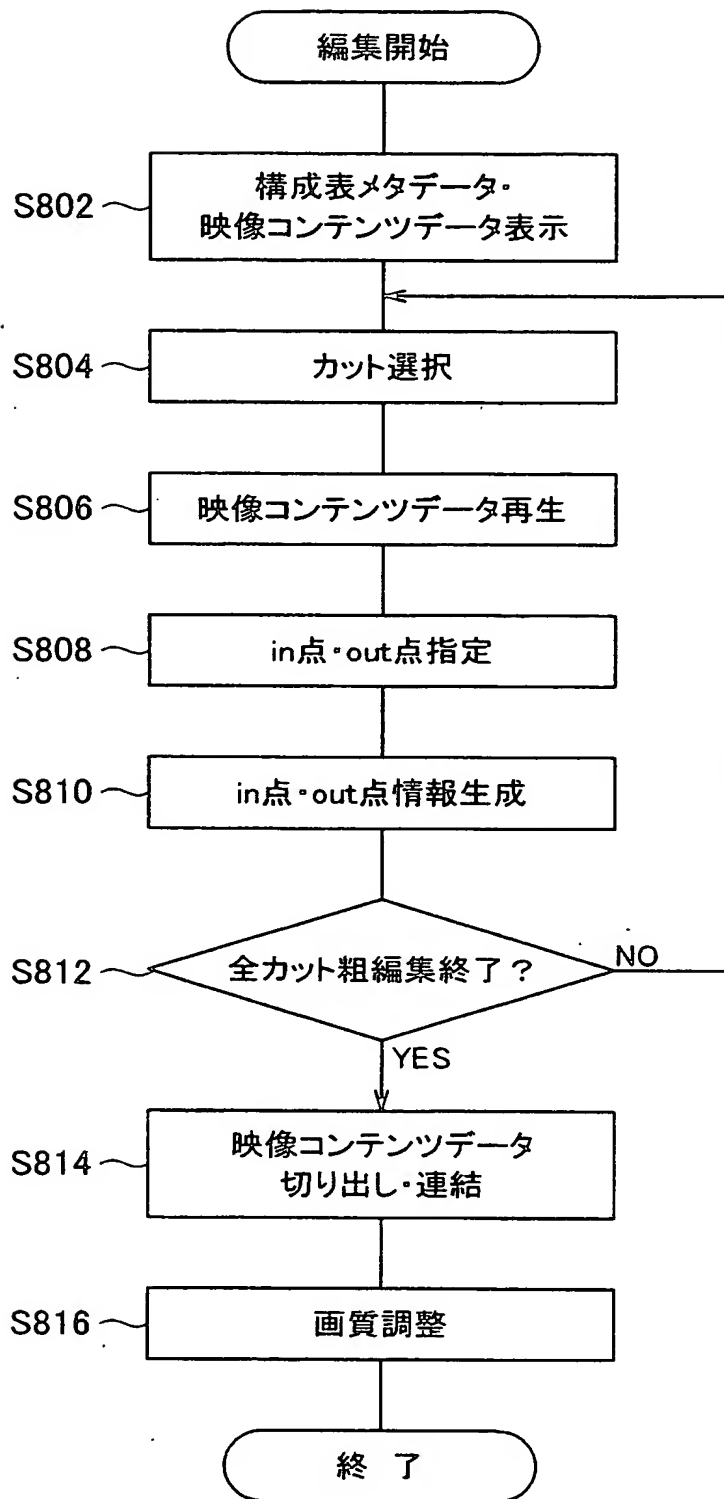 編集開始
S802
構成表メタデータ・
映像コンテンツデータ表示
S804
カット選択
S806
映像コンテンツデータ再生
S808
in点・out点指定
S810
in点・out点情報生成
S812
全カット粗編集終了？
NO
YES
S814
映像コンテンツデータ
切り出し・連結
S816
画質調整
終 了